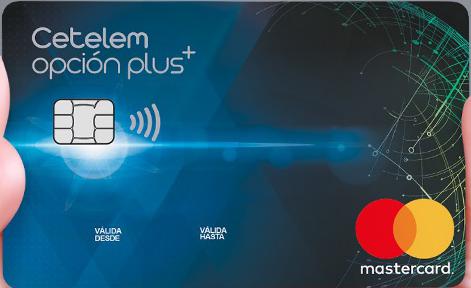 Cetelem
opción plus+
VÁLIDA
DESDE
VÁLIDA
HASTA
mastercard.